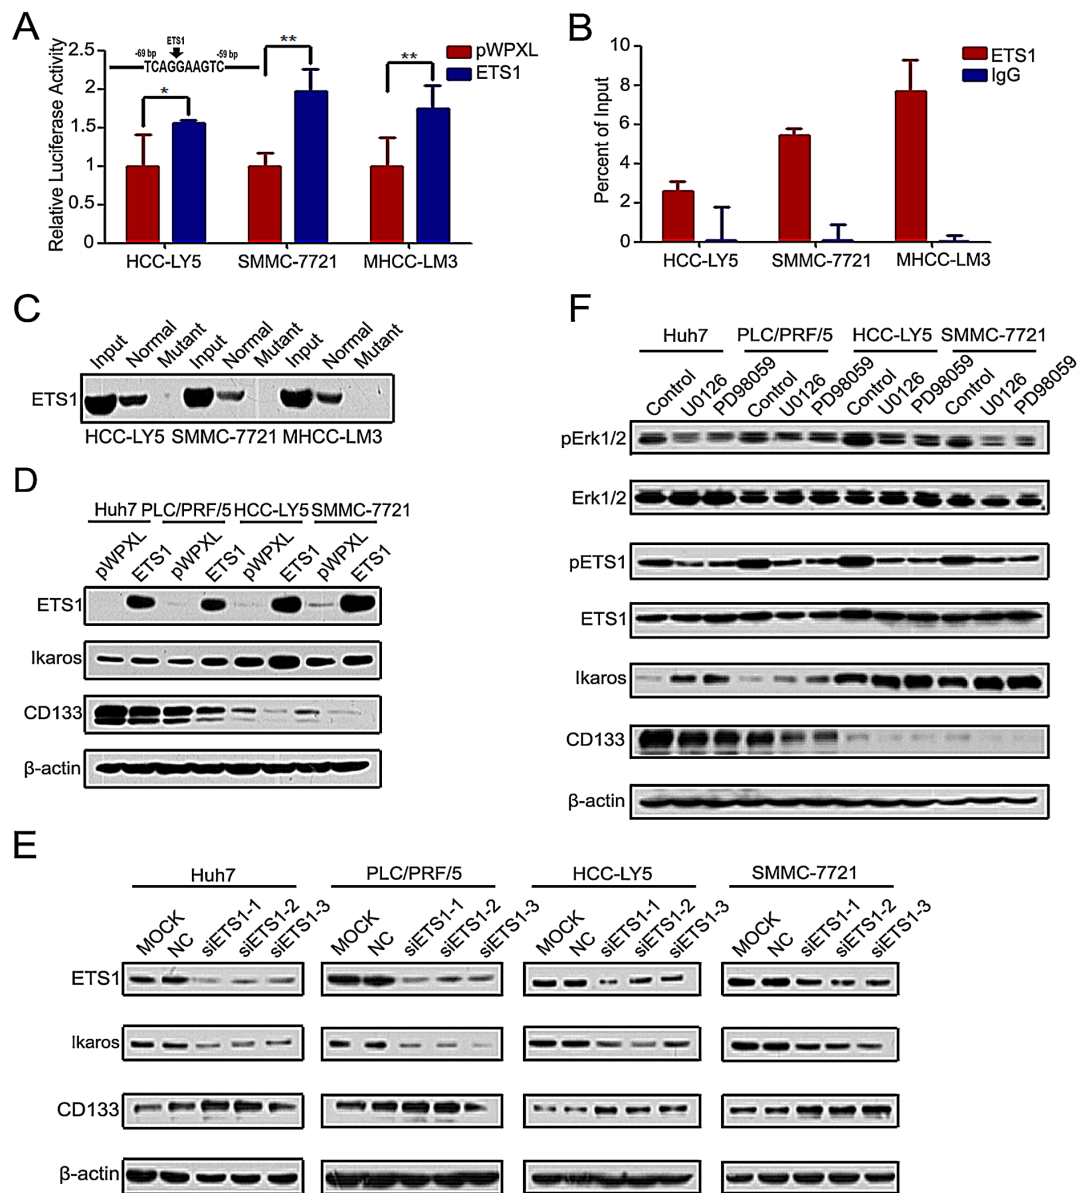 A
2.5
2
1.5
1
0.5
0
Relative Luciferase Activity
ETS1
-69 bp
-59 bp
TCAGGAAGTC
*
**
**
pWPXL
ETS1
HCC-LY5
SMMC-7721
MHCC-LM3
B
10
8
6
4
2
0
Percent of Input
ETS1
IgG
HCC-LY5
SMMC-7721
MHCC-LM3
C
Input Normal Mutant Input Normal Mutant Input Normal Mutant
ETS1
HCC-LY5 SMMC-7721 MHCC-LM3
D
Huh7 PLC/PRF/5 HCC-LY5 SMMC-7721
pWPXL ETS1 pWPXL ETS1 pWPXL ETS1 pWPXL ETS1
ETS1
Ikaros
CD133
β-actin
F
Huh7 PLC/PRF/5 HCC-LY5 SMMC-7721
Control U0126 PD98059 Control U0126 PD98059 Control U0126 PD98059 Control U0126 PD98059
pErk1/2
Erk1/2
pETS1
ETS1
Ikaros
CD133
β-actin
E
Huh7 PLC/PRF/5 HCC-LY5 SMMC-7721
MOCK NC siETS1-1 siETS1-2 siETS1-3 MOCK NC siETS1-1 siETS1-2 siETS1-3 MOCK NC siETS1-1 siETS1-2 siETS1-3 MOCK NC siETS1-1 siETS1-2 siETS1-3
ETS1
Ikaros
CD133
β-actin